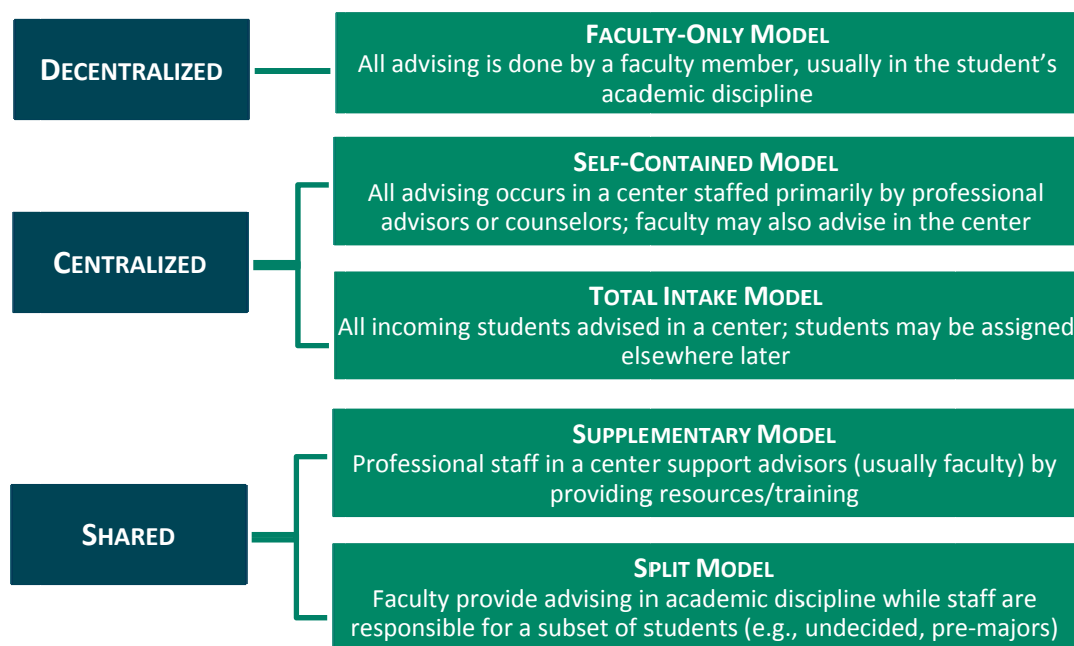 DECENTRALIZED
FACULTY-ONLY MODEL
All advising is done by a faculty member, usually in the student’s
academic discipline
CENTRALIZED
SELF-CONTAINED MODEL
All advising occurs in a center staffed primarily by professional
advisors or counselors; faculty may also advise in the center
TOTAL INTAKE MODEL
All incoming students advised in a center; students may be assigned
elsewhere later
SHARED
SUPPLEMENTARY MODEL
Professional staff in a center support advisors (usually faculty) by
providing resources/training
SPLIT MODEL
Faculty provide advising in academic discipline while staff are
responsible for a subset of students (e.g., undecided, pre-majors)